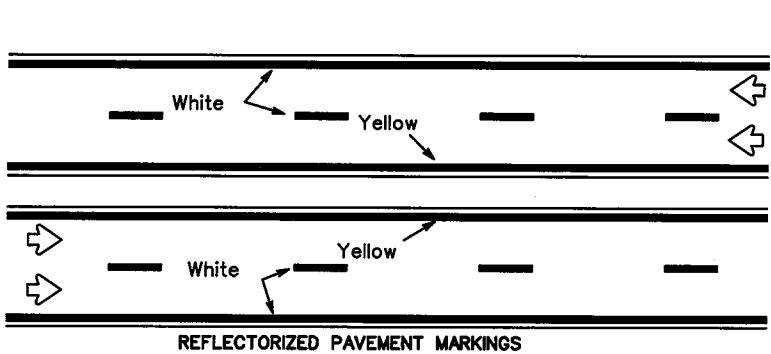 White
Yellow
Yellow
White
REFLECTORIZED PAVEMENT MARKINGS